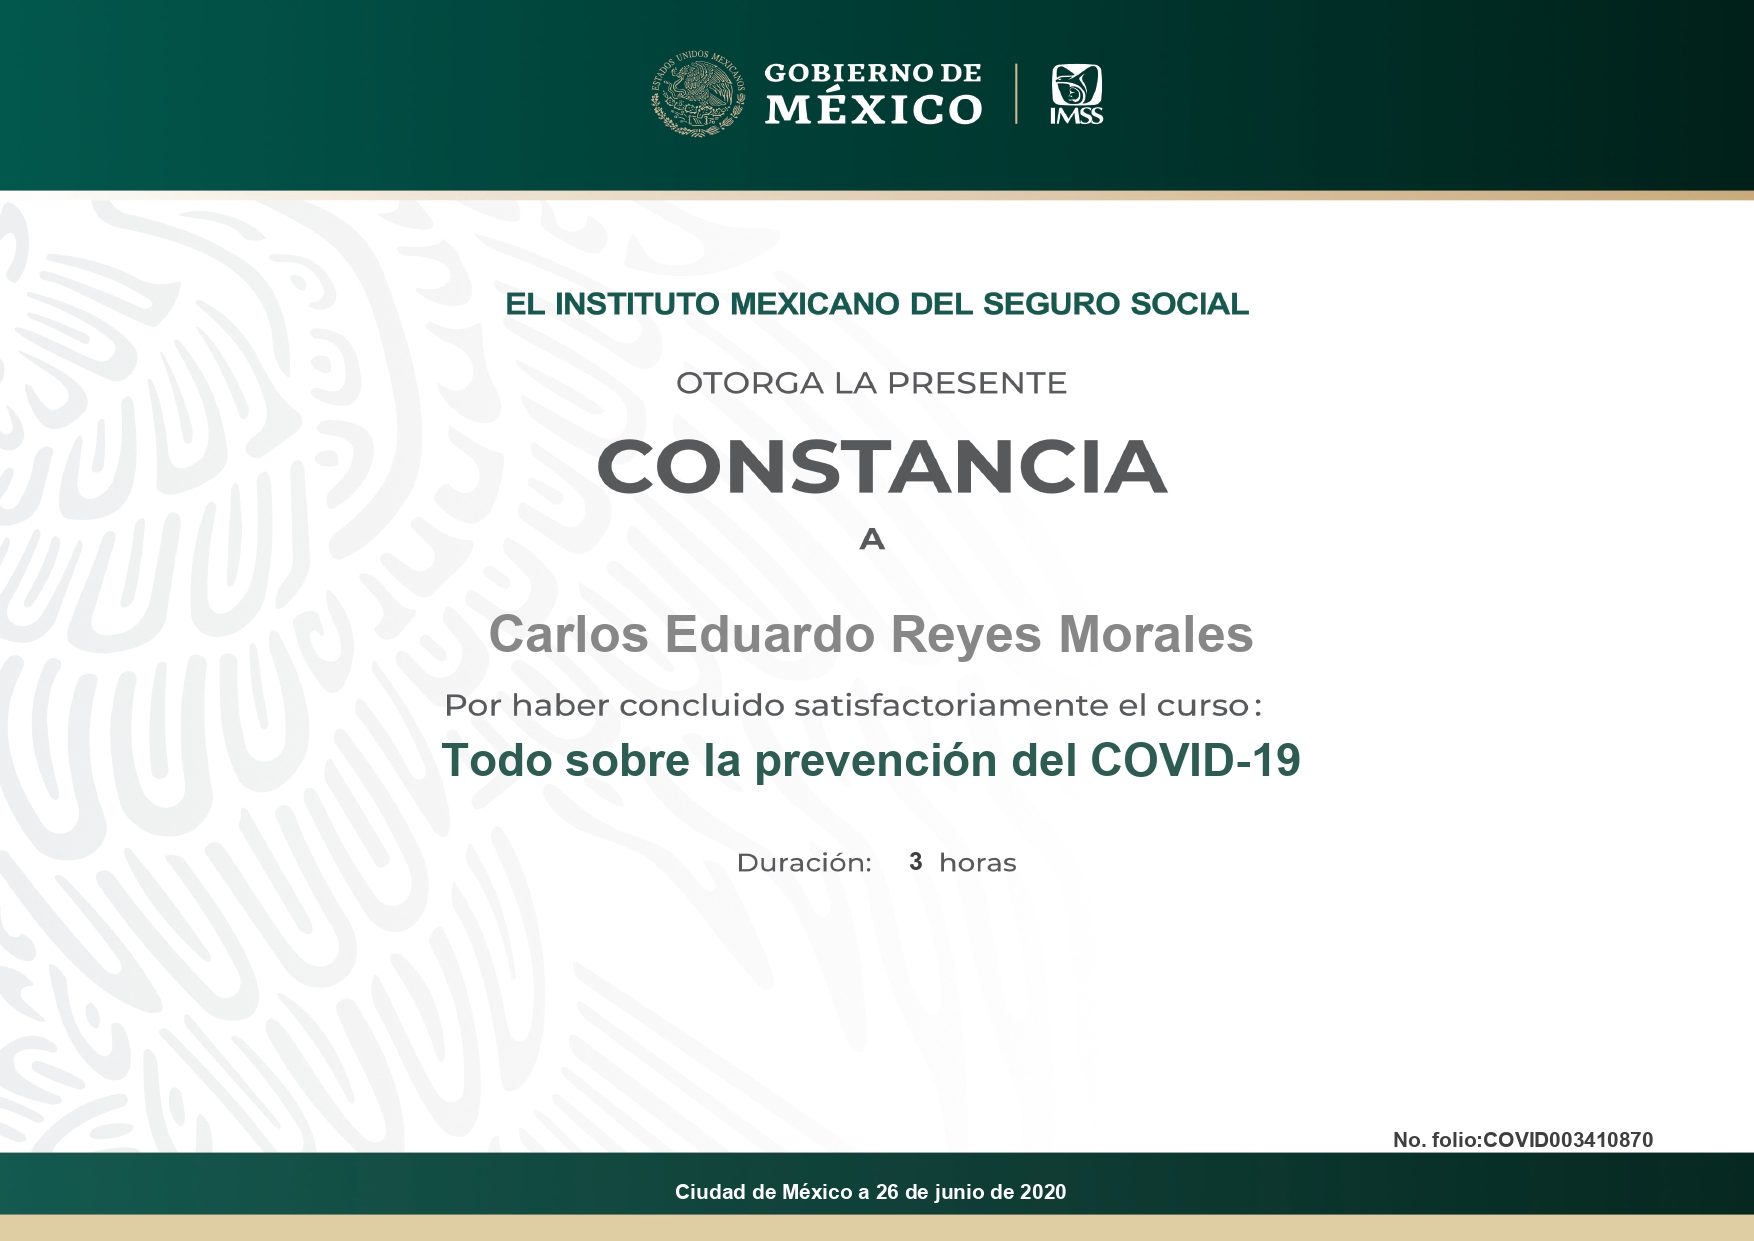 ESTADOS UNIDOS MEXICANOS
GOBIERNO DE
MÉXICO
IMSS
EL INSTITUTO MEXICANO DEL SEGURO SOCIAL
OTORGA LA PRESENTE
CONSTANCIA
A
Carlos Eduardo Reyes Morales
Por haber concluido satisfactoriamente el curso:
Todo sobre la prevención del COVID-19
Duración: 3 horas
No. folio:COVID003410870
Ciudad de México a 26 de junio de 2020